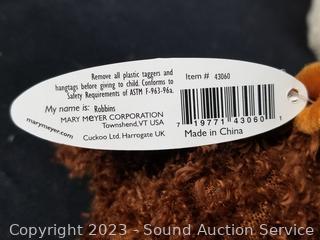 Remove all plastic taggers and
hangtags before giving to child. Conforms to
Safety Requirements of ASTM F-963-96a.
Item # 43060
My name is: Robbins
MARY MEYER CORPORATION
Townshend, VT USA
Cuckoo Ltd. Harrogate UK
marymeyer.com
7 19771 43060 1
Made in China
Copyright 2023 - Sound Auction Service